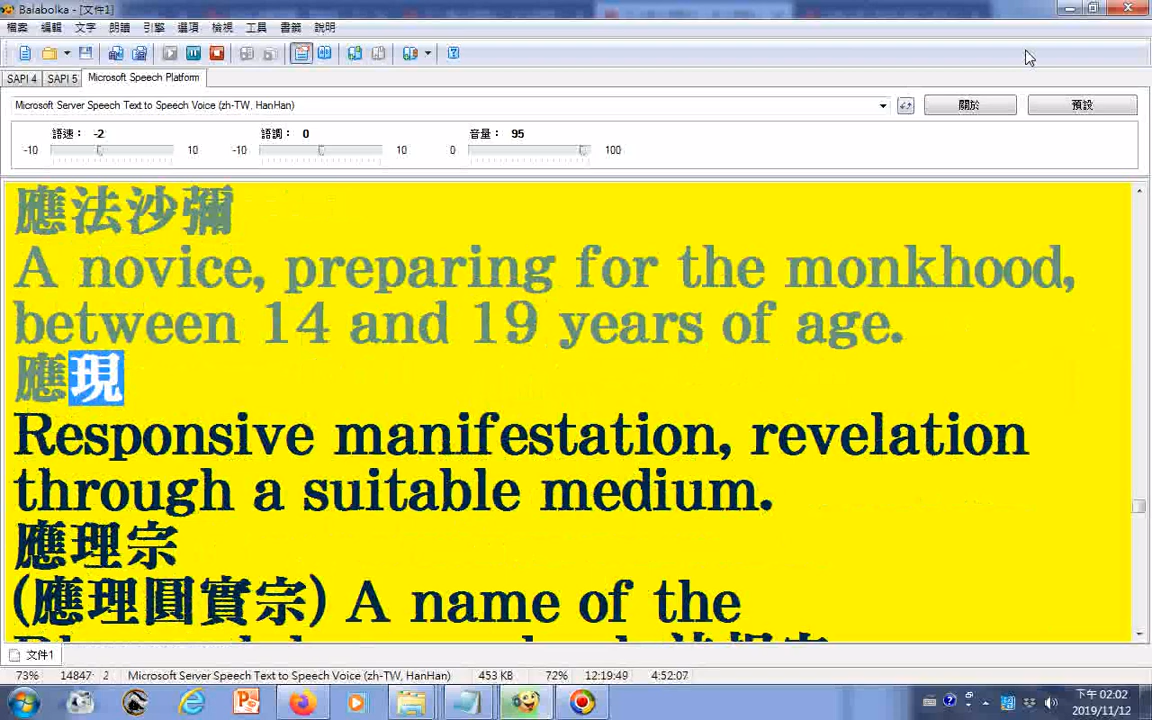 Balabolka - [文件1]
檔案 編輯 文字 朗讀 引擎 選項 檢視 工具 書籤 說明
SAPI 4 SAPI 5 Microsoft Speech Platform
Microsoft Server Speech Text to Speech Voice (zh-TW, HanHan) 關於 預設
語速： -2 語調： 0 音量： 95
-10 10 -10 10 0 100
應法沙彌
A novice, preparing for the monkhood,
between 14 and 19 years of age.
應現
Responsive manifestation, revelation
through a suitable medium.
應理宗
(應理圓實宗) A name of the
文件1
73% 14847 2 Microsoft Server Speech Text to Speech Voice (zh-TW, HanHan) 453 KB 72% 12:19:49 4:52:07
下午 02:02
2019/11/12